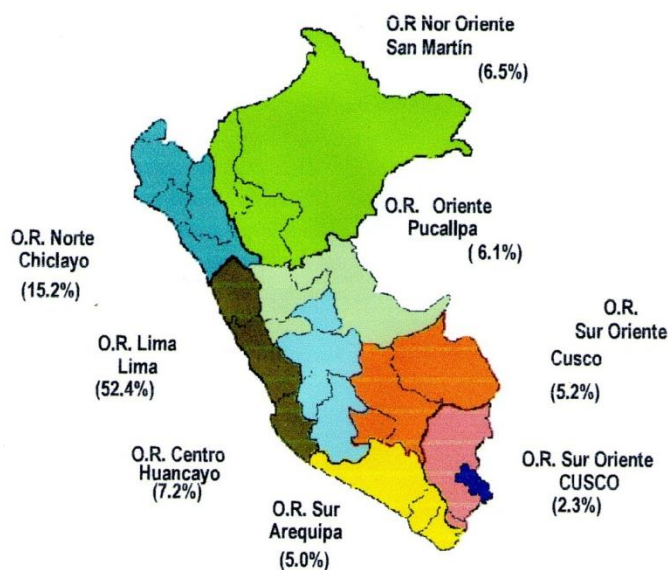 O.R Nor Oriente
San Martín
(6.5%)
O.R. Oriente
Pucallpa
( 6.1%)
O.R. Norte
Chiclayo
(15.2%)
O.R.
Sur Oriente
Cusco
(5.2%)
O.R. Lima
Lima
(52.4%)
O.R. Centro
Huancayo
(7.2%)
O.R. Sur Oriente
CUSCO
(2.3%)
O.R. Sur
Arequipa
(5.0%)